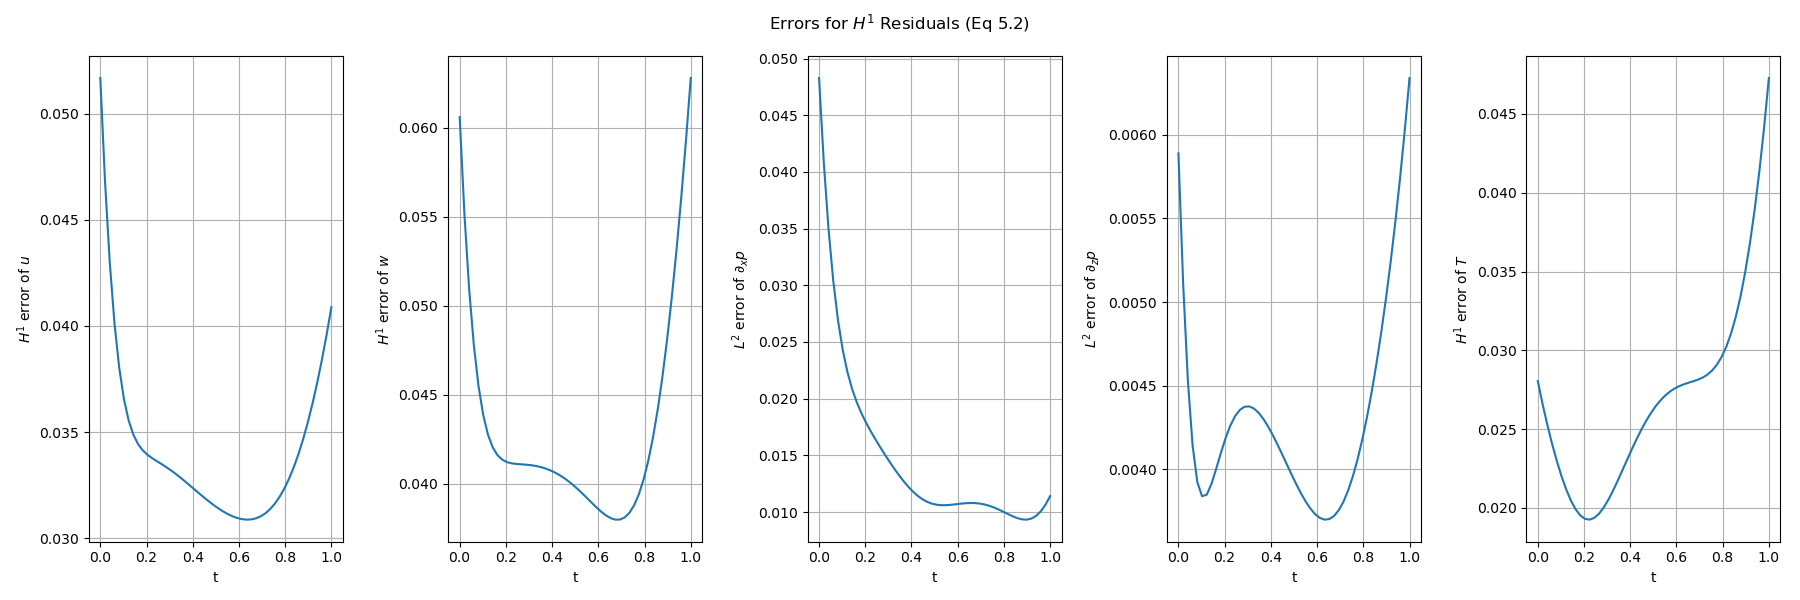 Errors for $H^1$ Residuals (Eq 5.2)
$H^1$ error of $u$
0.050
0.045
0.040
0.035
0.030
0.0 0.2 0.4 0.6 0.8 1.0
t
$H^1$ error of $w$
0.060
0.055
0.050
0.045
0.040
0.0 0.2 0.4 0.6 0.8 1.0
t
$L^2$ error of $\partial_x p$
0.050
0.045
0.040
0.035
0.030
0.025
0.020
0.015
0.010
0.0 0.2 0.4 0.6 0.8 1.0
t
$L^2$ error of $\partial_z p$
0.0060
0.0055
0.0050
0.0045
0.0040
0.0 0.2 0.4 0.6 0.8 1.0
t
$H^1$ error of $T$
0.045
0.040
0.035
0.030
0.025
0.020
0.0 0.2 0.4 0.6 0.8 1.0
t